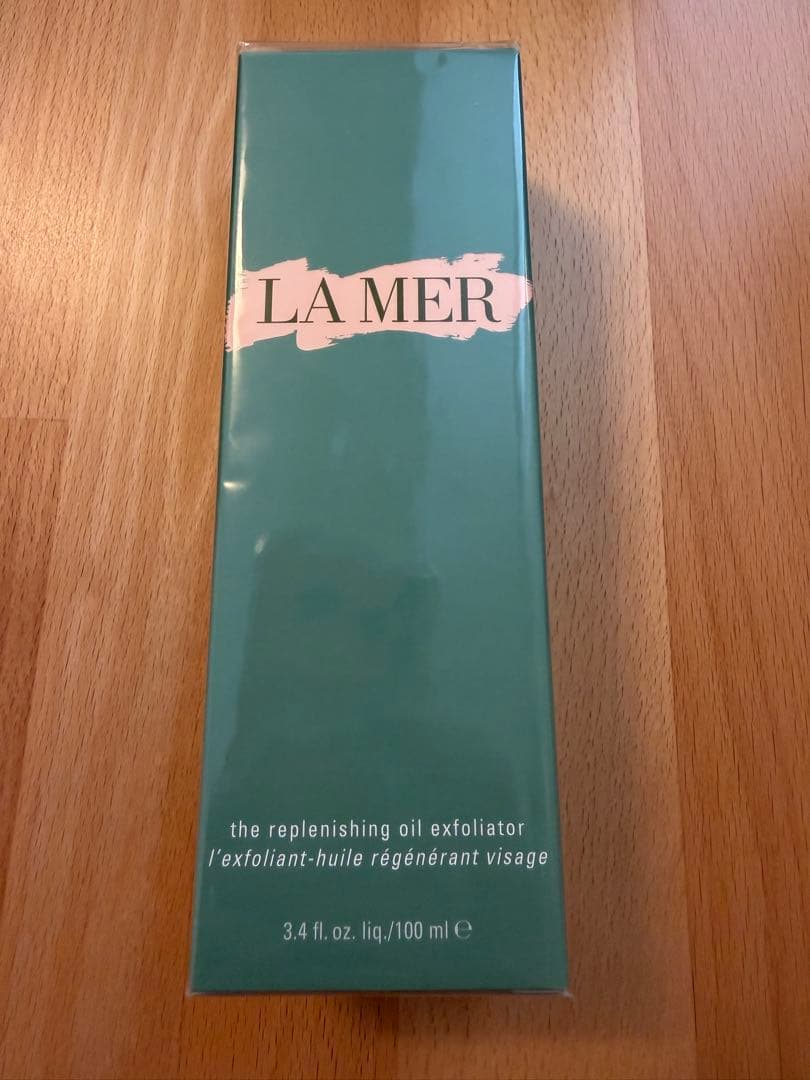 LA MER
the replenishing oil exfoliator
l'exfoliant-huile régénérant visage
3.4 fl. oz. liq./100 ml ℮